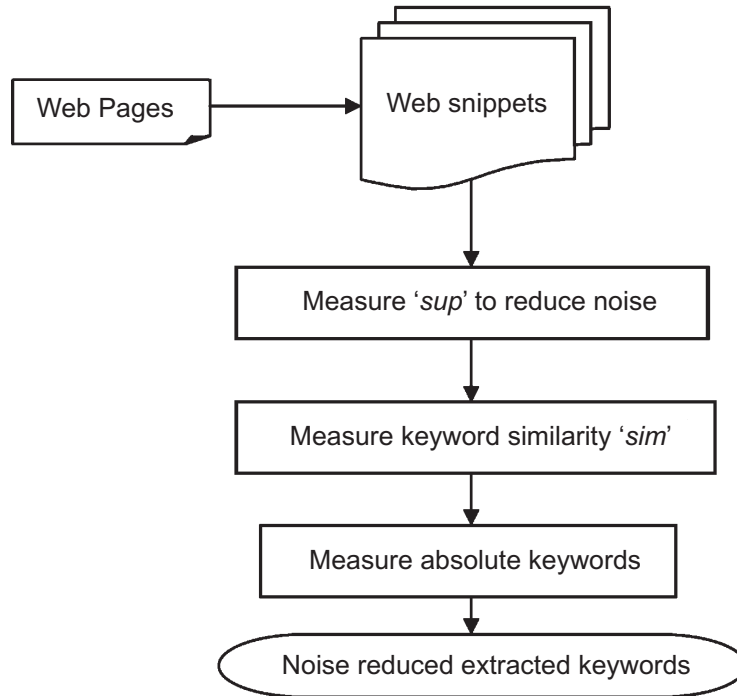 Web Pages
Web snippets
Measure ‘sup’ to reduce noise
Measure keyword similarity ‘sim’
Measure absolute keywords
Noise reduced extracted keywords